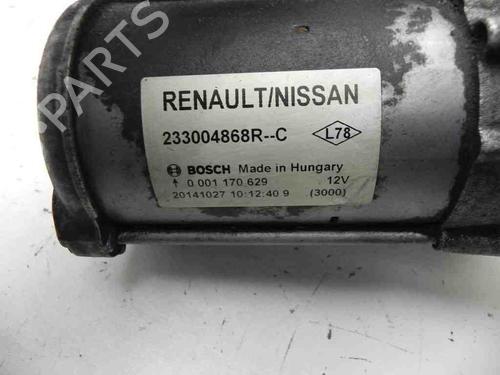 RENAULT/NISSAN
233004868R--C L78
BOSCH Made in Hungary
0 001 170 629 12V
20141027 10:12:40 9 (3000)
PARTS